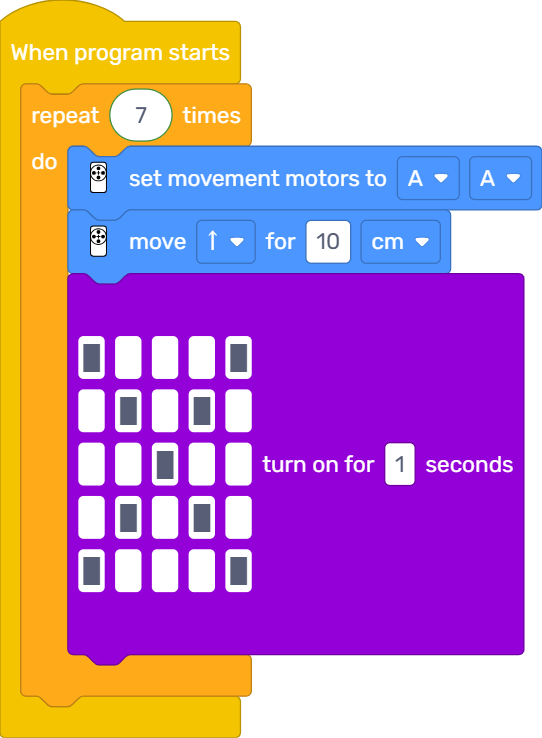 When program starts
repeat 7 times
do
set movement motors to A A
move ↑ for 10 cm
turn on for 1 seconds